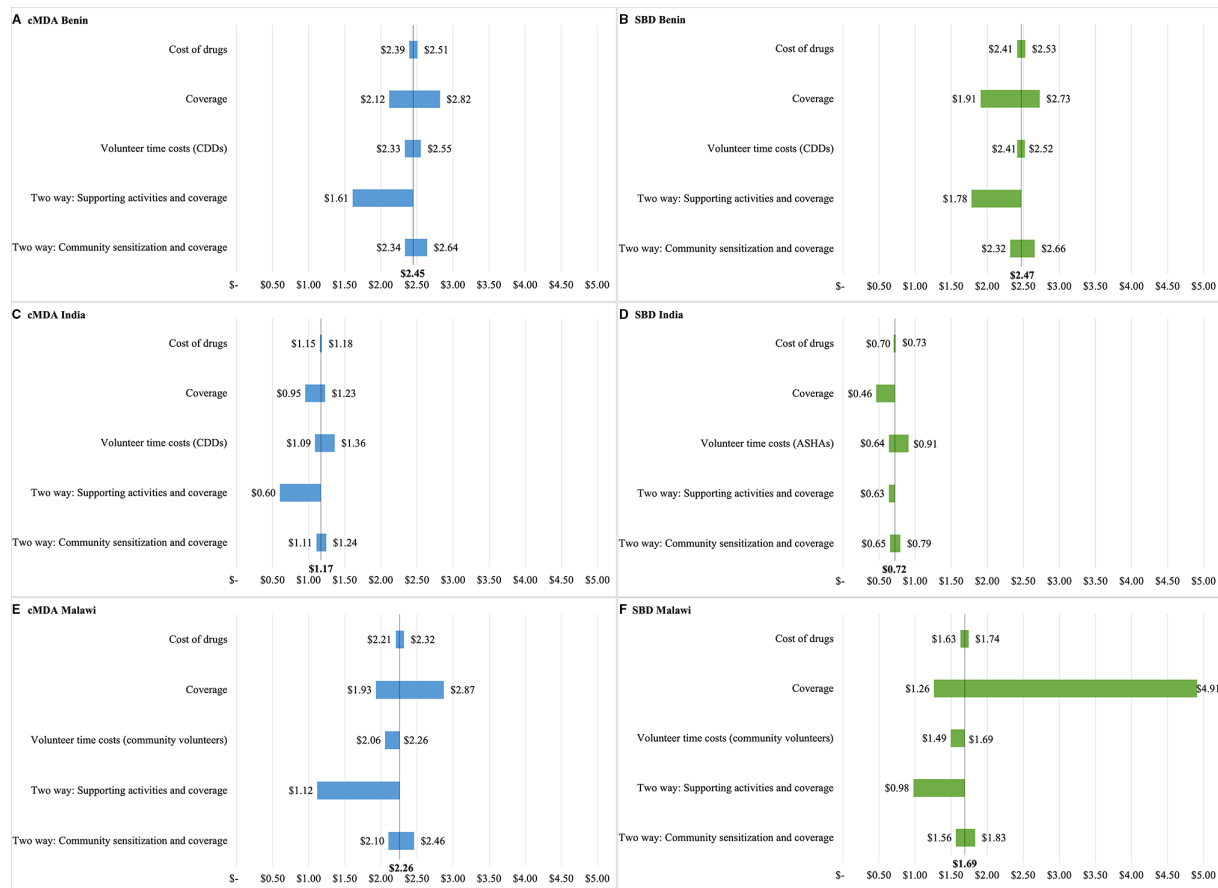 A cMDA Benin
Cost of drugs $2.39 $2.51
Coverage $2.12 $2.82
Volunteer time costs (CDDs) $2.33 $2.55
Two way: Supporting activities and coverage $1.61
Two way: Community sensitization and coverage $2.34 $2.64
$2.45
$- $0.50 $1.00 $1.50 $2.00 $2.50 $3.00 $3.50 $4.00 $4.50 $5.00
B SBD Benin
Cost of drugs $2.41 $2.53
Coverage $1.91 $2.73
Volunteer time costs (CDDs) $2.41 $2.52
Two way: Supporting activities and coverage $1.78
Two way: Community sensitization and coverage $2.32 $2.66
$2.47
$- $0.50 $1.00 $1.50 $2.00 $2.50 $3.00 $3.50 $4.00 $4.50 $5.00
C cMDA India
Cost of drugs $1.15 $1.18
Coverage $0.95 $1.23
Volunteer time costs (CDDs) $1.09 $1.36
Two way: Supporting activities and coverage $0.60
Two way: Community sensitization and coverage $1.11 $1.24
$1.17
$- $0.50 $1.00 $1.50 $2.00 $2.50 $3.00 $3.50 $4.00 $4.50 $5.00
D SBD India
Cost of drugs $0.70 $0.73
Coverage $0.46
Volunteer time costs (ASHAs) $0.64 $0.91
Two way: Supporting activities and coverage $0.63
Two way: Community sensitization and coverage $0.65 $0.79
$0.72
$- $0.50 $1.00 $1.50 $2.00 $2.50 $3.00 $3.50 $4.00 $4.50 $5.00
E cMDA Malawi
Cost of drugs $2.21 $2.32
Coverage $1.93 $2.87
Volunteer time costs (community volunteers) $2.06 $2.26
Two way: Supporting activities and coverage $1.12
Two way: Community sensitization and coverage $2.10 $2.46
$2.26
$- $0.50 $1.00 $1.50 $2.00 $2.50 $3.00 $3.50 $4.00 $4.50 $5.00
F SBD Malawi
Cost of drugs $1.63 $1.74
Coverage $1.26 $4.91
Volunteer time costs (community volunteers) $1.49 $1.69
Two way: Supporting activities and coverage $0.98
Two way: Community sensitization and coverage $1.56 $1.83
$1.69
$- $0.50 $1.00 $1.50 $2.00 $2.50 $3.00 $3.50 $4.00 $4.50 $5.00